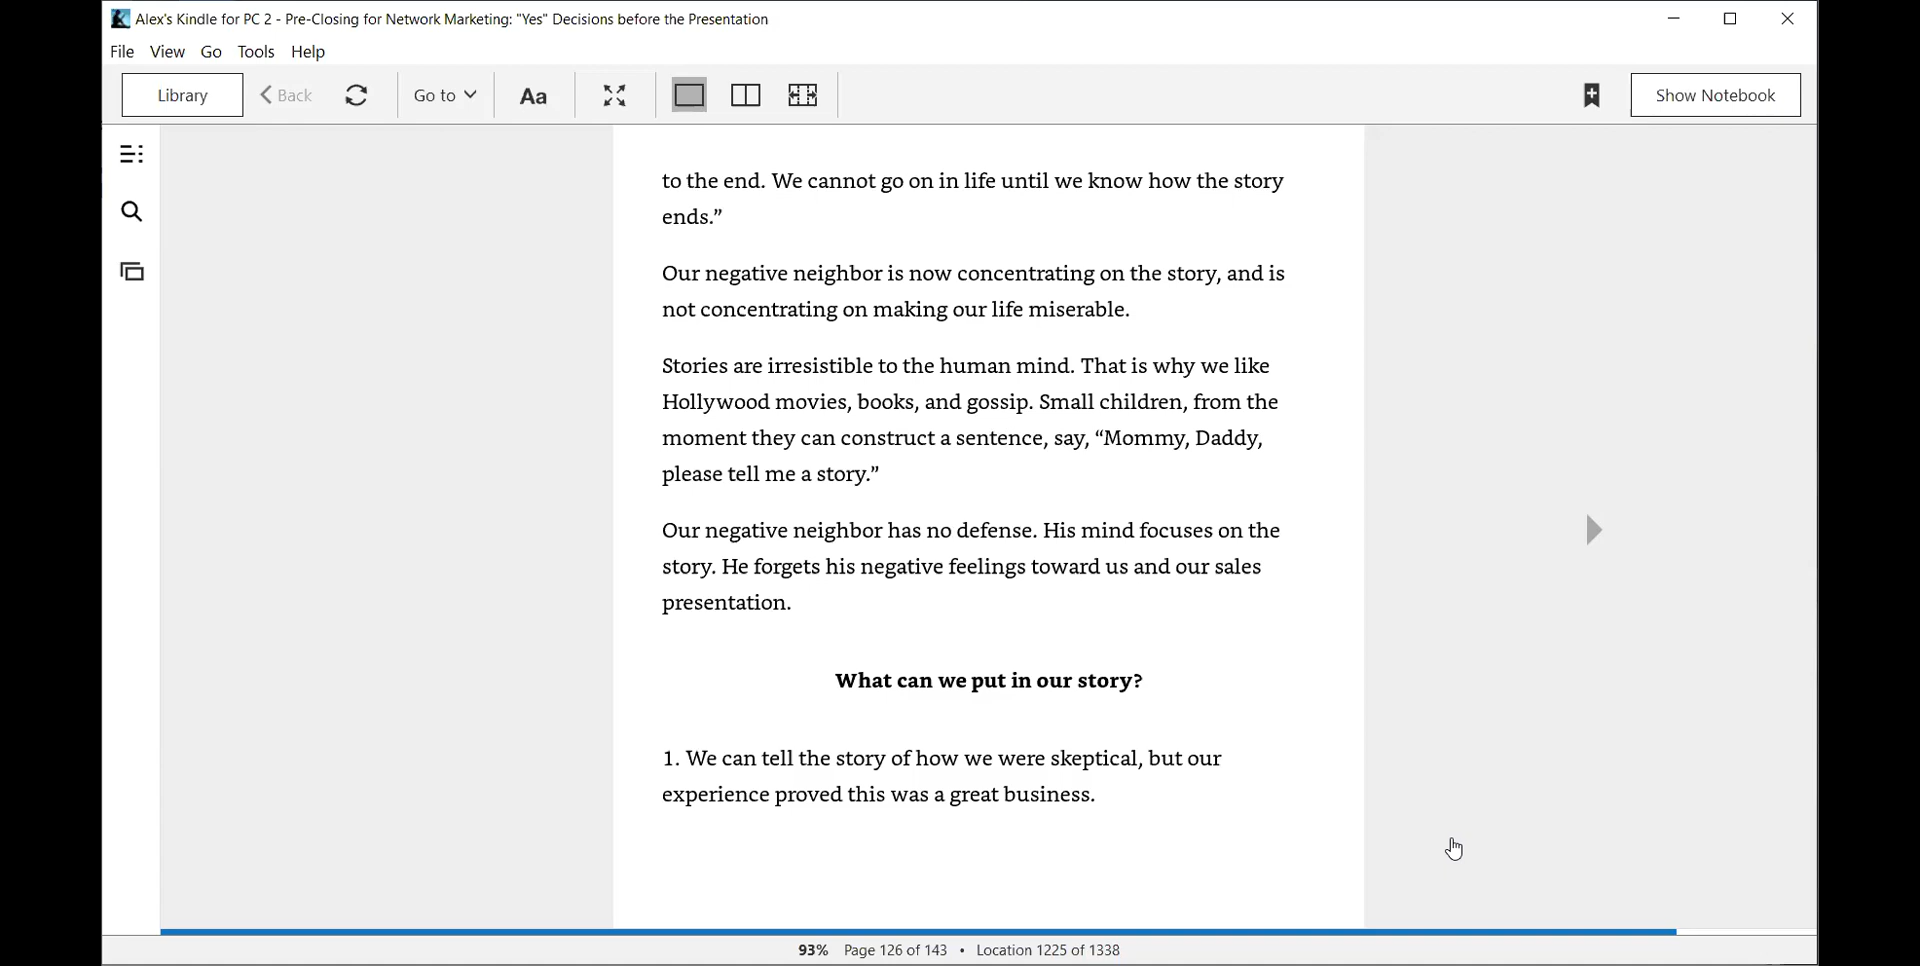 Alex's Kindle for PC 2 - Pre-Closing for Network Marketing: "Yes" Decisions before the Presentation
File View Go Tools Help
Library Back Go to Aa Show Notebook
to the end. We cannot go on in life until we know how the story
ends.”
Our negative neighbor is now concentrating on the story, and is
not concentrating on making our life miserable.
Stories are irresistible to the human mind. That is why we like
Hollywood movies, books, and gossip. Small children, from the
moment they can construct a sentence, say, “Mommy, Daddy,
please tell me a story.”
Our negative neighbor has no defense. His mind focuses on the
story. He forgets his negative feelings toward us and our sales
presentation.
What can we put in our story?
1. We can tell the story of how we were skeptical, but our
experience proved this was a great business.
93% Page 126 of 143 • Location 1225 of 1338